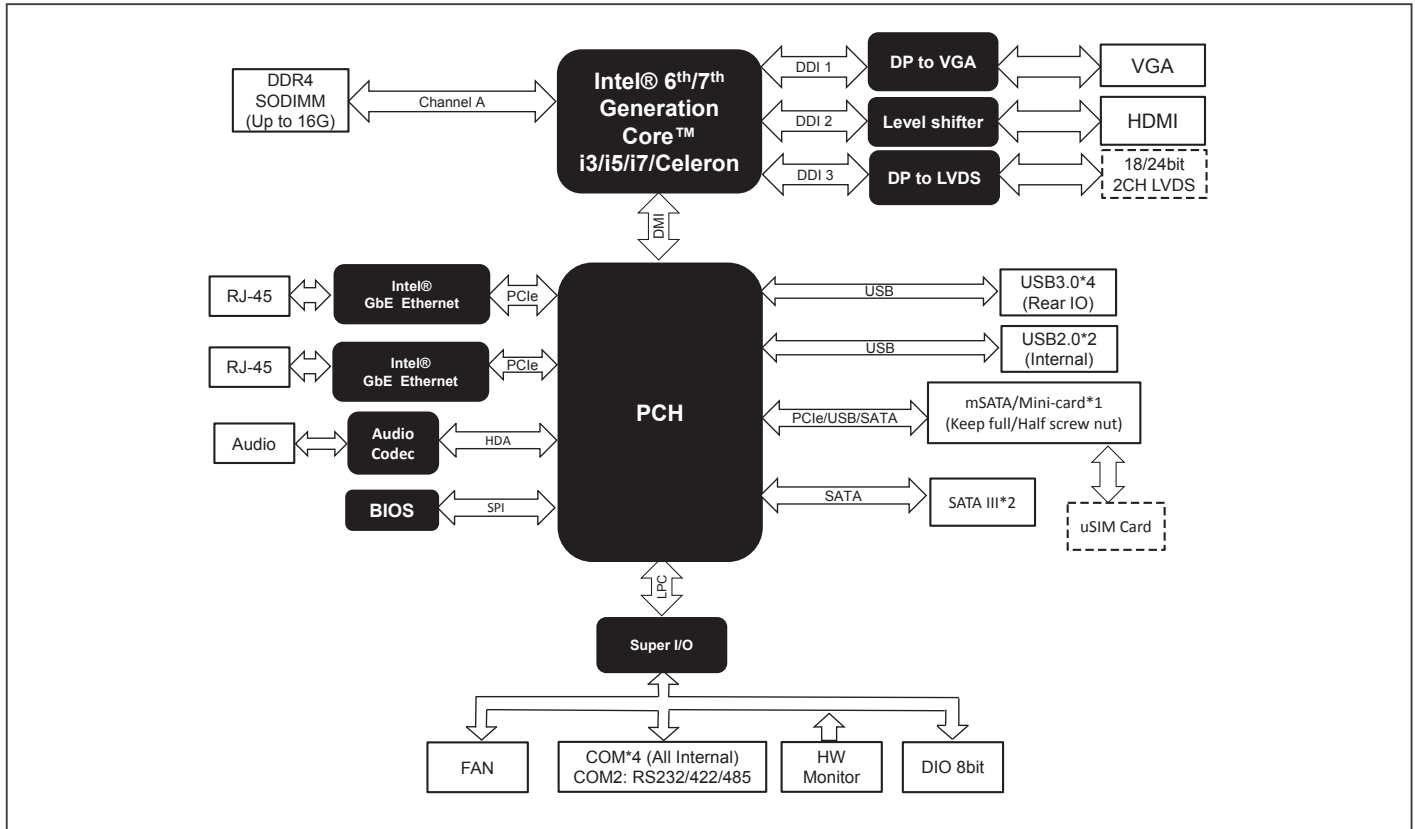 DDR4
SODIMM
(Up to 16G)
Channel A
Intel® 6th/7th
Generation
Core™
i3/i5/i7/Celeron
DDI 1
DP to VGA
VGA
DDI 2
Level shifter
HDMI
DDI 3
DP to LVDS
18/24bit
2CH LVDS
DMI
RJ-45
Intel®
GbE Ethernet
PCIe
RJ-45
Intel®
GbE Ethernet
PCIe
Audio
Audio
Codec
HDA
BIOS
SPI
PCH
USB
USB3.0*4
(Rear IO)
USB
USB2.0*2
(Internal)
PCIe/USB/SATA
mSATA/Mini-card*1
(Keep full/Half screw nut)
SATA
SATA III*2
uSIM Card
LPC
Super I/O
FAN
COM*4 (All Internal)
COM2: RS232/422/485
HW
Monitor
DIO 8bit